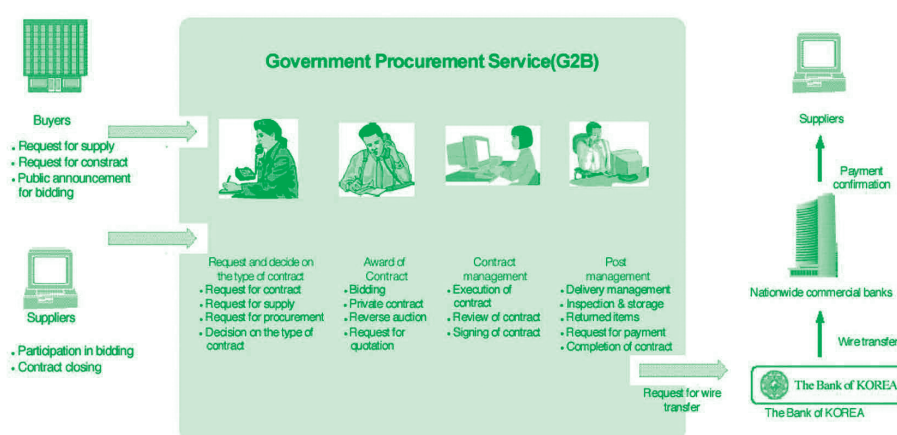 Government Procurement Service(G2B)
Buyers
• Request for supply
• Request for constract
• Public announcement
for bidding
Suppliers
• Participation in bidding
• Contract closing
Request and decide on
the type of contract
• Request for contract
• Request for supply
• Request for procurement
• Decision on the type of
contract
Award of
Contract
• Bidding
• Private contract
• Reverse auction
• Request for
quotation
Contract
management
• Execution of
contract
• Review of contract
• Signing of contract
Post
management
• Delivery management
• Inspection & storage
• Returned items
• Request for payment
• Completion of contract
Request for wire
transfer
Suppliers
Payment
confirmation
Nationwide commercial banks
Wire transfer
The Bank of KOREA
The Bank of KOREA